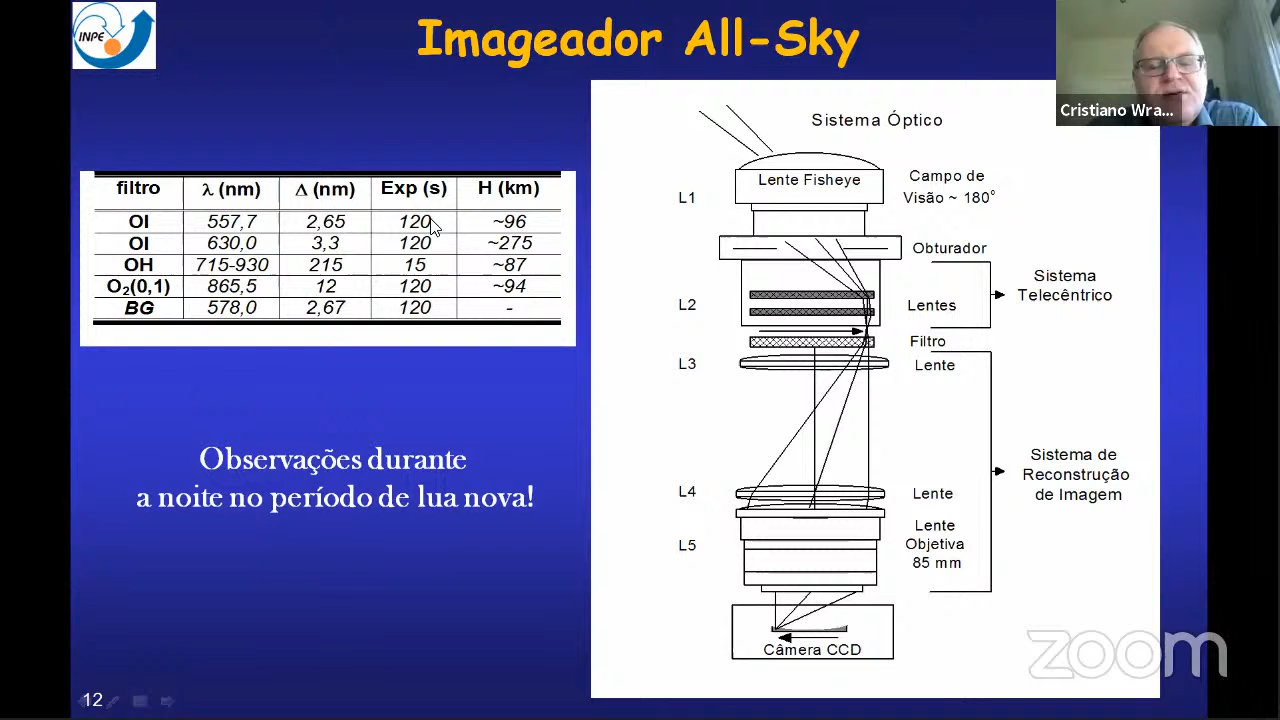 INPE
Imageador All-Sky
Cristiano Wra...
filtro λ (nm) Δ (nm) Exp (s) H (km)
OI 557,7 2,65 120 ~96
OI 630,0 3,3 120 ~275
OH 715-930 215 15 ~87
O₂(0,1) 865,5 12 120 ~94
BG 578,0 2,67 120 -
Observações durante
a noite no período de lua nova!
Sistema Óptico
Lente Fisheye
L1
Campo de
Visão ~ 180°
Obturador
L2
Lentes
Sistema
Telecêntrico
Filtro
L3
Lente
L4
Lente
Sistema de
Reconstrução
de Imagem
L5
Lente
Objetiva
85 mm
Câmera CCD
zoom
12